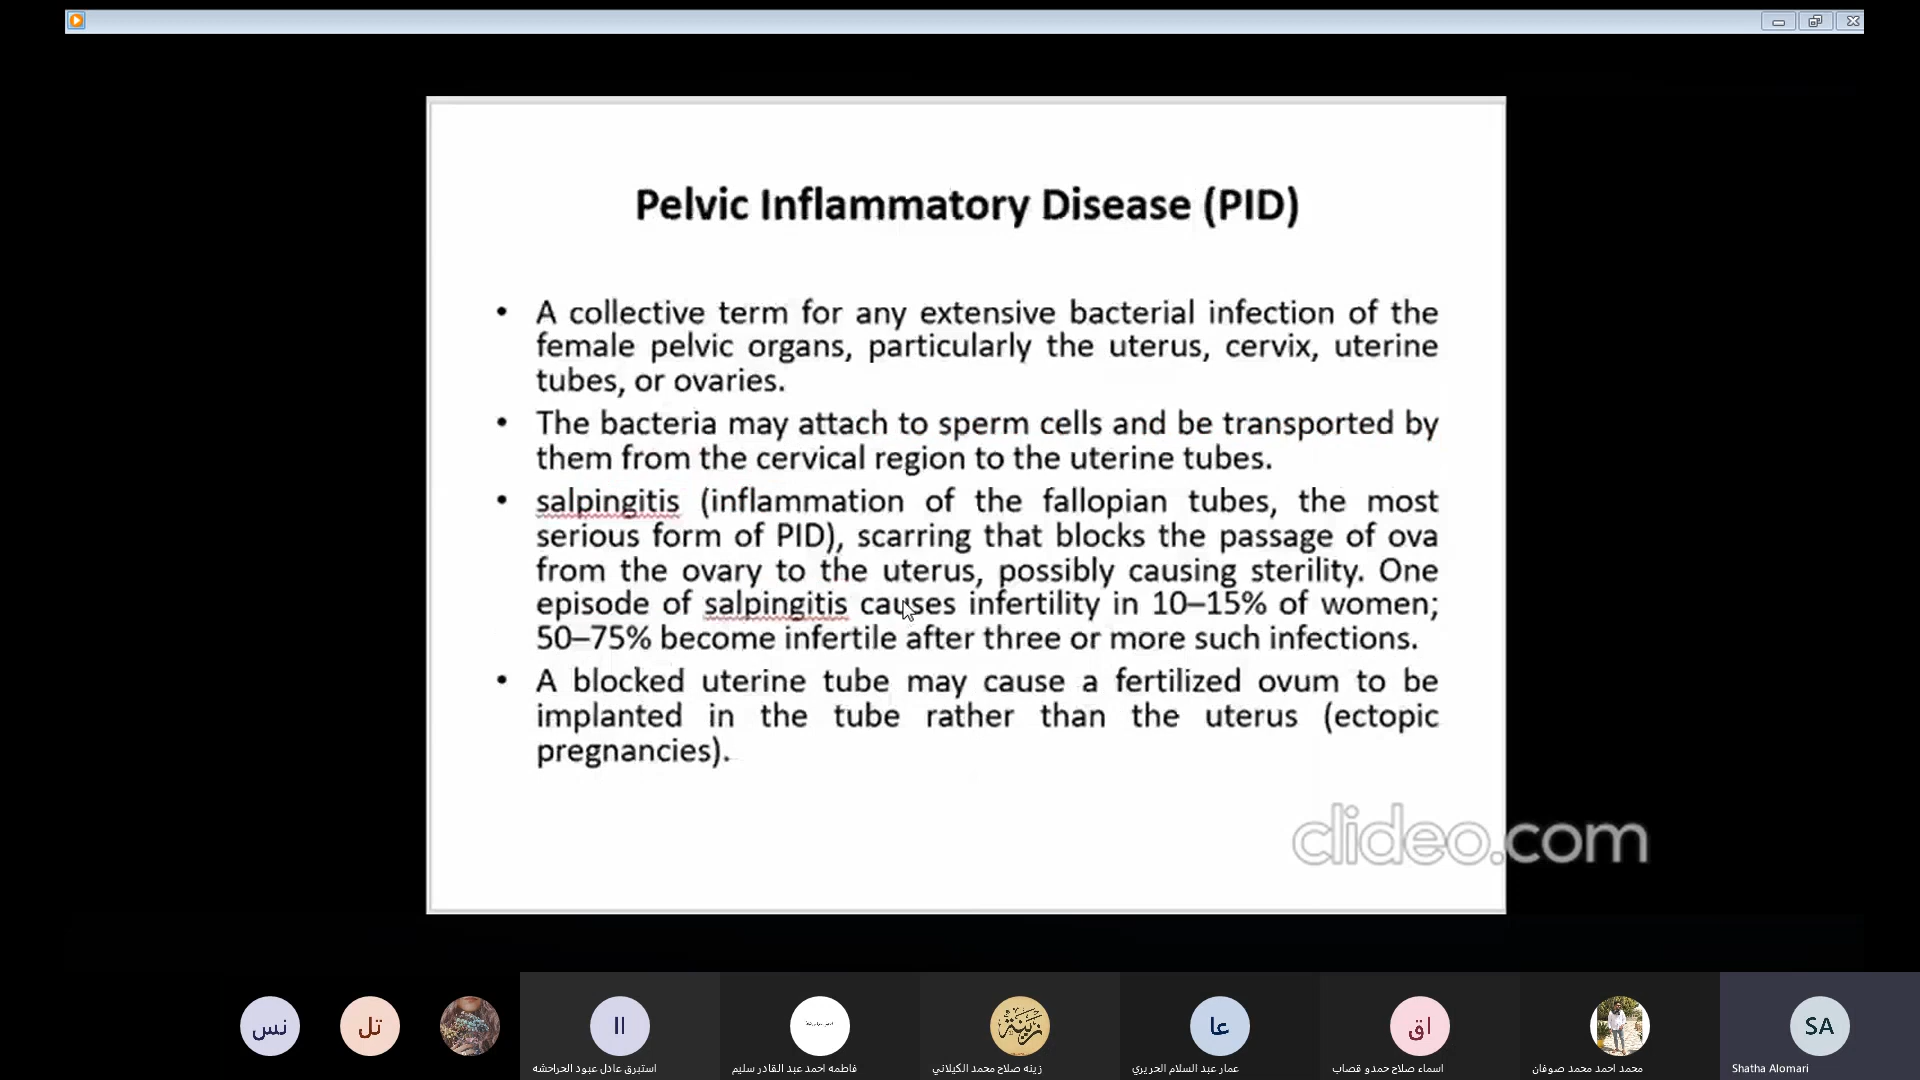 Pelvic Inflammatory Disease (PID)
• A collective term for any extensive bacterial infection of the
female pelvic organs, particularly the uterus, cervix, uterine
tubes, or ovaries.
• The bacteria may attach to sperm cells and be transported by
them from the cervical region to the uterine tubes.
• salpingitis (inflammation of the fallopian tubes, the most
serious form of PID), scarring that blocks the passage of ova
from the ovary to the uterus, possibly causing sterility. One
episode of salpingitis causes infertility in 10–15% of women;
50–75% become infertile after three or more such infections.
• A blocked uterine tube may cause a fertilized ovum to be
implanted in the tube rather than the uterus (ectopic
pregnancies).
clideo.com
نس
تل
اا
زينة
عا
اق
SA
استبرق عادل عبود الحراحشه
فاطمه احمد عبد القادر سليم
زينه صلاح محمد الكيلاني
عمار عبد السلام الحريري
اسماء صلاح حمدو قصاب
محمد احمد محمد صوفان
Shatha Alomari